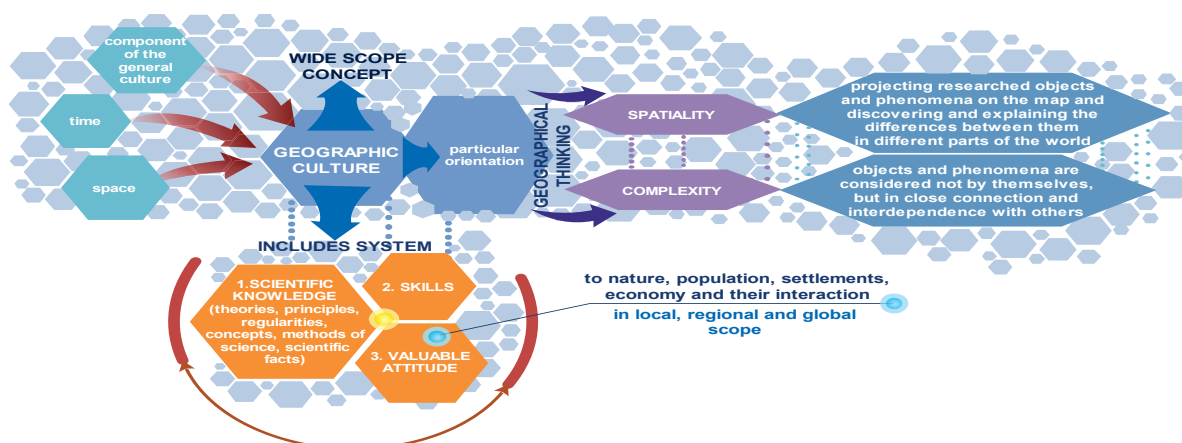 component
of the
general
culture
time
space
WIDE SCOPE
CONCEPT
GEOGRAPHIC
CULTURE
particular
orientation
GEOGRAPHICAL
THINKING
SPATIALITY
COMPLEXITY
projecting researched objects
and phenomena on the map and
discovering and explaining the
differences between them
in different parts of the world
objects and phenomena are
considered not by themselves,
but in close connection and
interdependence with others
INCLUDES SYSTEM
1.SCIENTIFIC
KNOWLEDGE
(theories, principles,
regularities,
concepts, methods of
science, scientific
facts)
2. SKILLS
3. VALUABLE
ATTITUDE
to nature, population, settlements,
economy and their interaction
in local, regional and global
scope